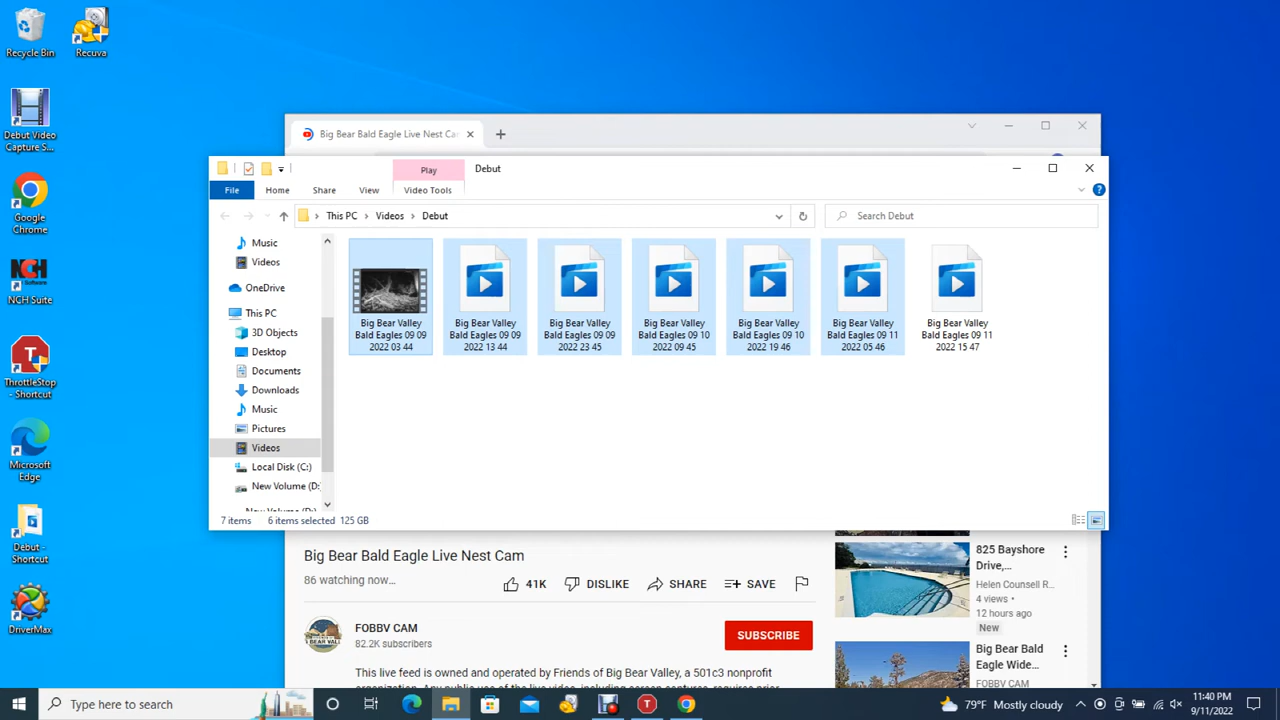 Recycle Bin
Recuva
Debut Video
Capture S...
Google
Chrome
NCH Suite
ThrottleStop
- Shortcut
Microsoft
Edge
Debut -
Shortcut
DriverMax
Big Bear Bald Eagle Live Nest Ca
Play
Debut
File
Home
Share
View
Video Tools
This PC
Videos
Debut
Search Debut
Music
Videos
OneDrive
This PC
3D Objects
Desktop
Documents
Downloads
Music
Pictures
Videos
Local Disk (C:)
New Volume (D:
New Volume (D:)
Big Bear Valley
Bald Eagles 09 09
2022 03 44
Big Bear Valley
Bald Eagles 09 09
2022 13 44
Big Bear Valley
Bald Eagles 09 09
2022 23 45
Big Bear Valley
Bald Eagles 09 10
2022 09 45
Big Bear Valley
Bald Eagles 09 10
2022 19 46
Big Bear Valley
Bald Eagles 09 11
2022 05 46
Big Bear Valley
Bald Eagles 09 11
2022 15 47
7 items
6 items selected 125 GB
Big Bear Bald Eagle Live Nest Cam
86 watching now...
41K
DISLIKE
SHARE
SAVE
FOBBV CAM
82.2K subscribers
SUBSCRIBE
This live feed is owned and operated by Friends of Big Bear Valley, a 501c3 nonprofit
825 Bayshore
Drive,...
Helen Counsell R...
4 views •
12 hours ago
New
Big Bear Bald
Eagle Wide...
FOBBV CAM
Type here to search
79°F Mostly cloudy
11:40 PM
9/11/2022